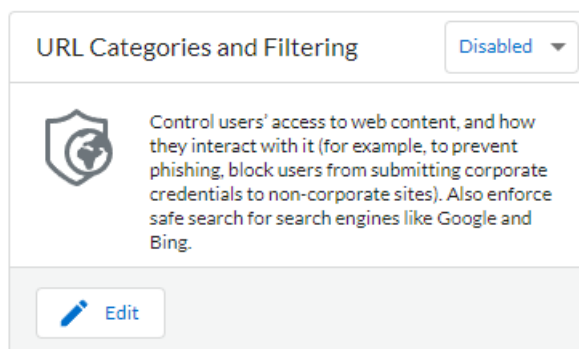 URL Categories and Filtering
Disabled
Control users' access to web content, and how
they interact with it (for example, to prevent
phishing, block users from submitting corporate
credentials to non-corporate sites). Also enforce
safe search for search engines like Google and
Bing.
Edit